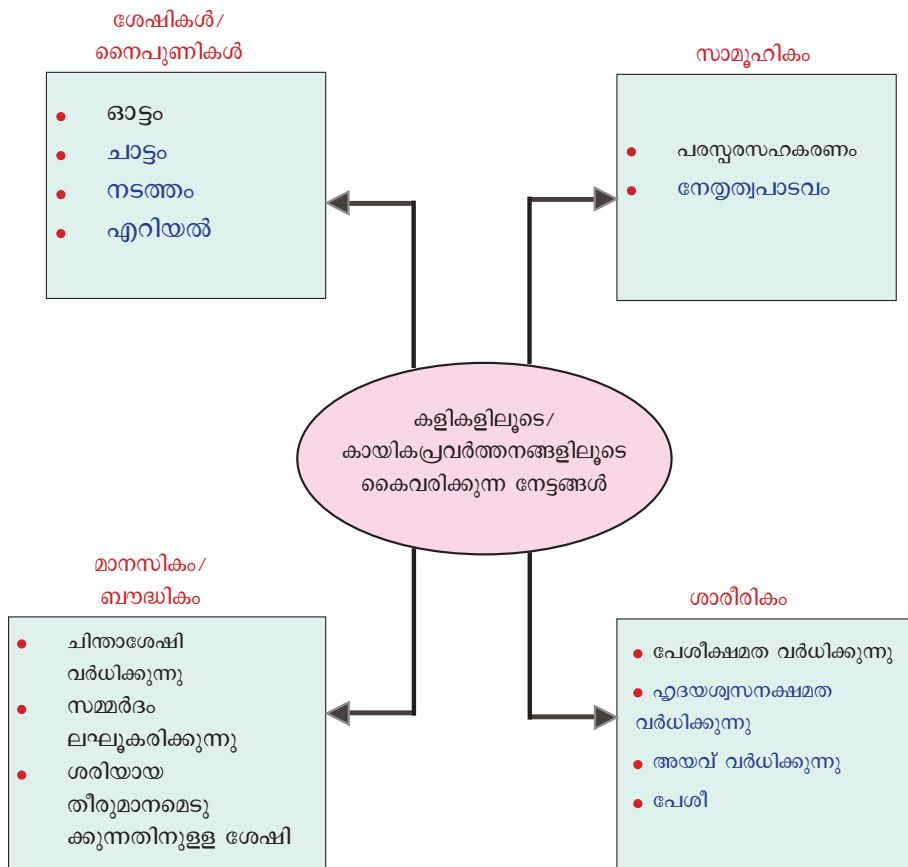 ശേഷികൾ/
നൈപുണികൾ
• ഓട്ടം
• ചാട്ടം
• നടത്തം
• എറിയൽ
സാമൂഹികം
• പരസ്പരസഹകരണം
• നേതൃത്വപാടവം
കളികളിലൂടെ/
കായികപ്രവർത്തനങ്ങളിലൂടെ
കൈവരിക്കുന്ന നേട്ടങ്ങൾ
മാനസികം/
ബൗദ്ധികം
• ചിന്താശേഷി
വർധിക്കുന്നു
• സമ്മർദം
ലഘൂകരിക്കുന്നു
• ശരിയായ
തീരുമാനമെടു
ക്കുന്നതിനുളള ശേഷി
ശാരീരികം
• പേശീക്ഷമത വർധിക്കുന്നു
• ഹൃദയശ്വസനക്ഷമത
വർധിക്കുന്നു
• അയവ് വർധിക്കുന്നു
• പേശീ